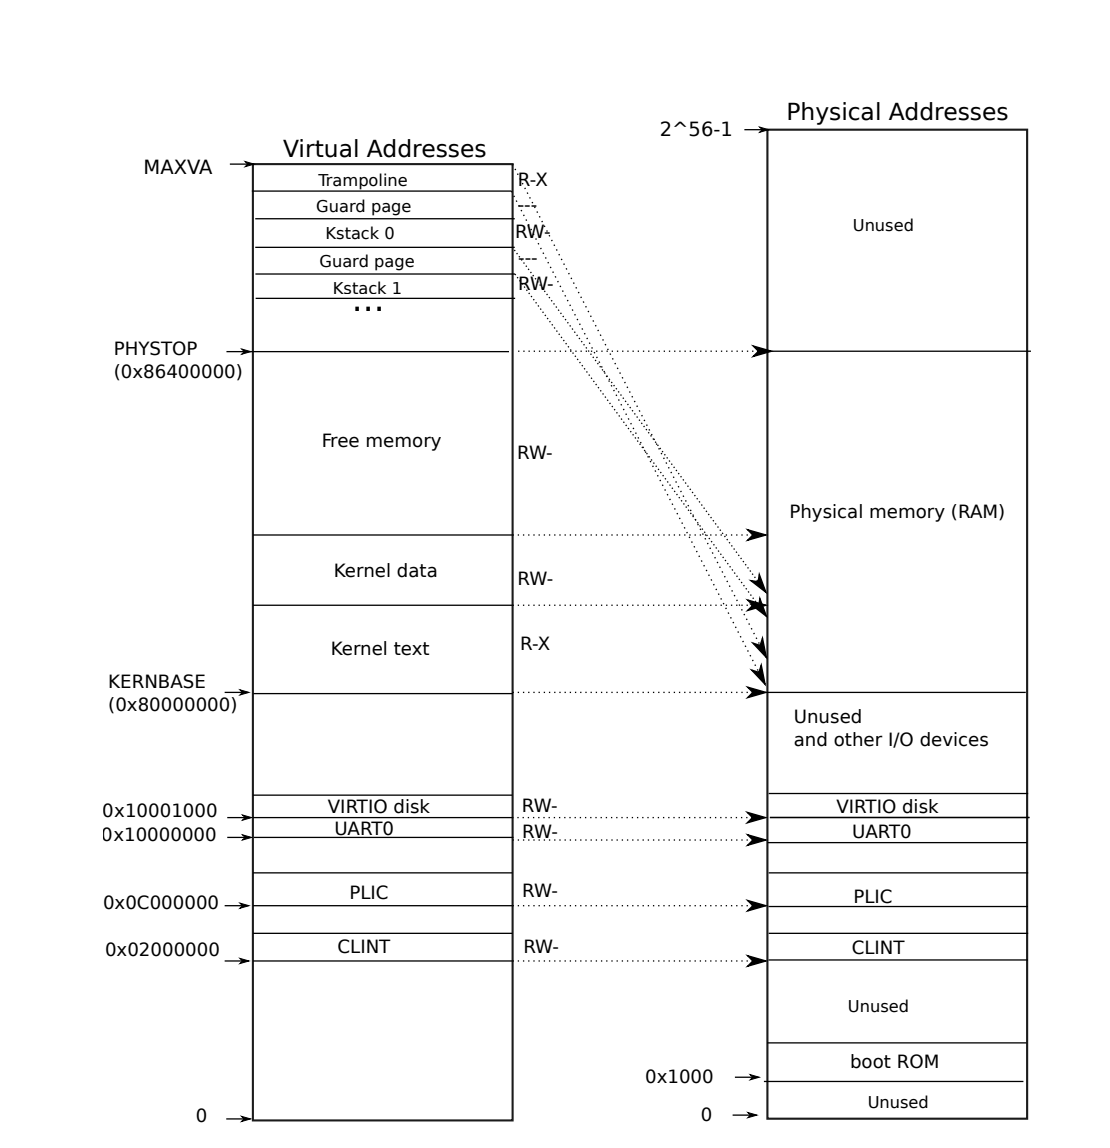 Physical Addresses
2^56-1
Virtual Addresses
MAXVA
Trampoline
R-X
Guard page
---
Unused
Kstack 0
RW-
Guard page
---
Kstack 1
RW-
...
PHYSTOP
(0x86400000)
Free memory
RW-
Physical memory (RAM)
Kernel data
RW-
Kernel text
R-X
KERNBASE
(0x80000000)
Unused
and other I/O devices
0x10001000
VIRTIO disk
RW-
VIRTIO disk
0x10000000
UART0
RW-
UART0
0x0C000000
PLIC
RW-
PLIC
0x02000000
CLINT
RW-
CLINT
Unused
boot ROM
0x1000
Unused
0
0